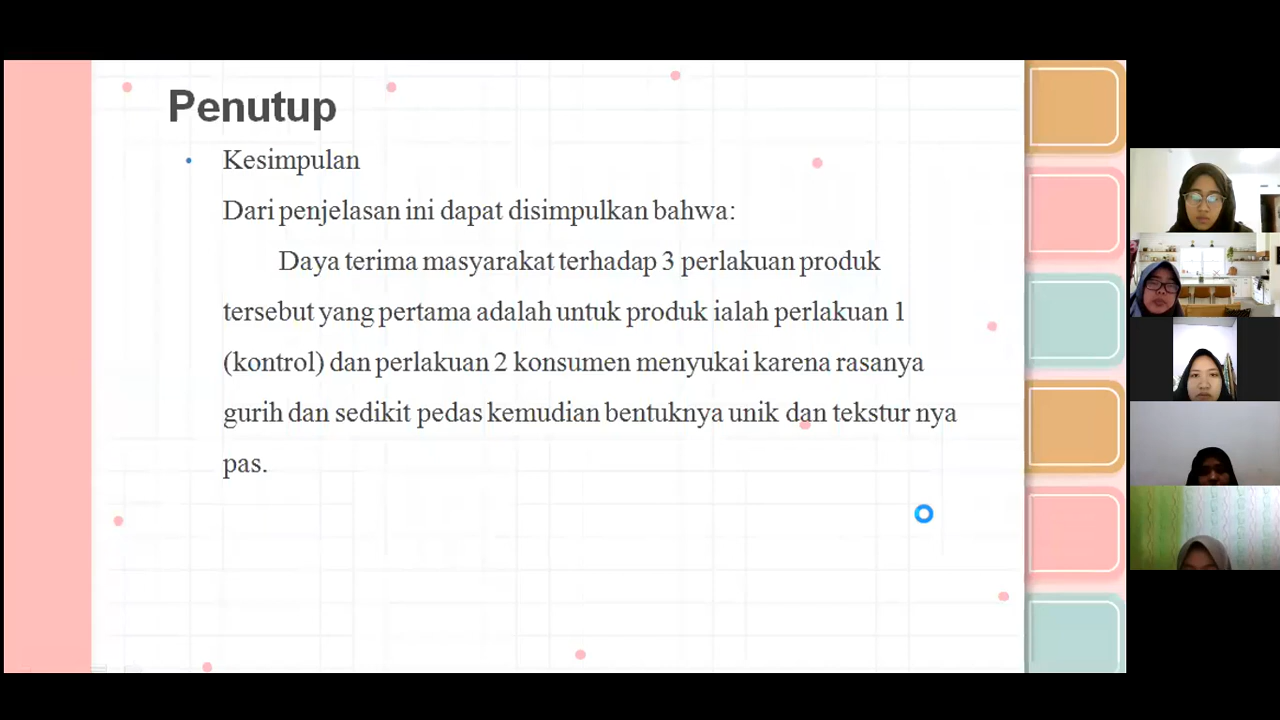 Penutup
Kesimpulan
Dari penjelasan ini dapat disimpulkan bahwa:
Daya terima masyarakat terhadap 3 perlakuan produk
tersebut yang pertama adalah untuk produk ialah perlakuan 1
(kontrol) dan perlakuan 2 konsumen menyukai karena rasanya
gurih dan sedikit pedas kemudian bentuknya unik dan tekstur nya
pas.